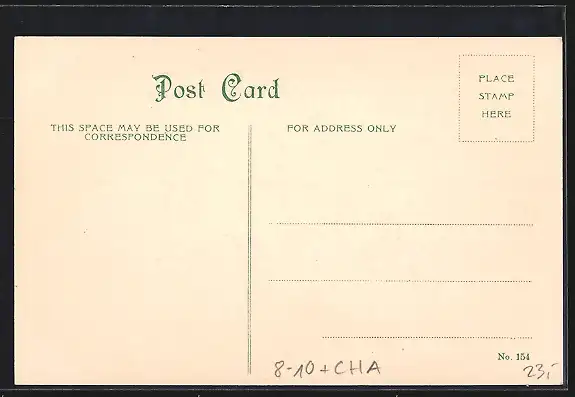 Post Card
PLACE
STAMP
HERE
THIS SPACE MAY BE USED FOR
CORRESPONDENCE
FOR ADDRESS ONLY
No. 154
8-10+CHA
23,-